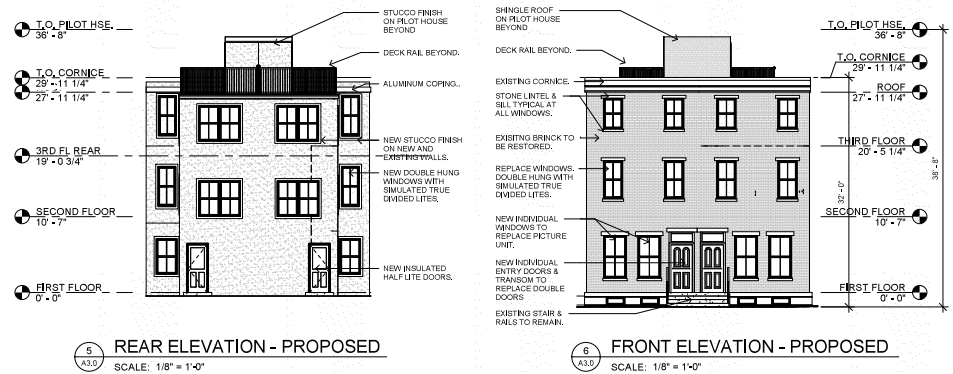 T.O. PILOT HSE.
36' - 8"
T.O. CORNICE
29' - 11 1/4"
27' - 11 1/4"
3RD FL REAR
19' - 0 3/4"
SECOND FLOOR
10' - 7"
FIRST FLOOR
0' - 0"
STUCCO FINISH
ON PILOT HOUSE
BEYOND
DECK RAIL BEYOND.
ALUMINUM COPING..
NEW STUCCO FINISH
ON NEW AND
EXISTING WALLS.
NEW DOUBLE HUNG
WINDOWS WITH
SIMULATED TRUE
DIVIDED LITES.
NEW INSULATED
HALF LITE DOORS.
5
A3.0
REAR ELEVATION - PROPOSED
SCALE: 1/8" = 1'-0"
SHINGLE ROOF
ON PILOT HOUSE
BEYOND
DECK RAIL BEYOND.
EXISTING CORNICE.
STONE LINTEL &
SILL TYPICAL AT
ALL WINDOWS.
EXISITNG BRINCK TO
BE RESTORED.
REPLACE WINDOWS.
DOUBLE HUNG WITH
SIMULATED TRUE
DIVIDED LITES.
NEW INDIVIDUAL
WINDOWS TO
REPLACE PICTURE
UNIT.
NEW INDIVIDUAL
ENTRY DOORS &
TRANSOM TO
REPLACE DOUBLE
DOORS
EXISTING STAIR &
RAILS TO REMAIN.
T.O. PILOT HSE.
36' - 8"
T.O. CORNICE
29' - 11 1/4"
ROOF
27' - 11 1/4"
THIRD FLOOR
20' - 5 1/4"
SECOND FLOOR
10' - 7"
FIRST FLOOR
0' - 0"
32' - 0"
38' - 8"
6
A3.0
FRONT ELEVATION - PROPOSED
SCALE: 1/8" = 1'-0"